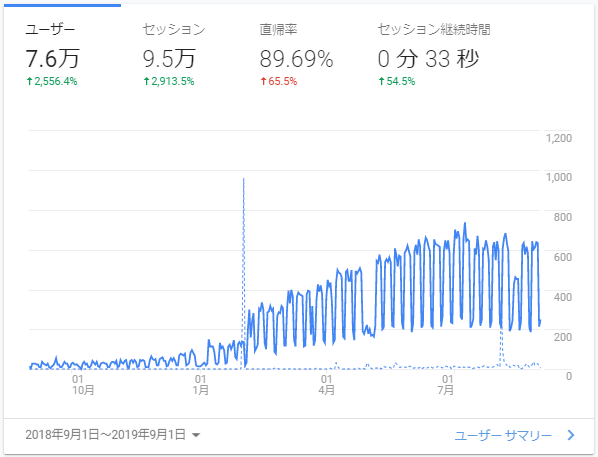 ユーザー セッション 直帰率 セッション継続時間
7.6万 9.5万 89.69% 0 分 33 秒
↑2,556.4% ↑2,913.5% ↑65.5% ↑54.5%
1,200
1,000
800
600
400
200
0
01 01 01 01
10月 1月 4月 7月
2018年9月1日～2019年9月1日 ユーザー サマリー